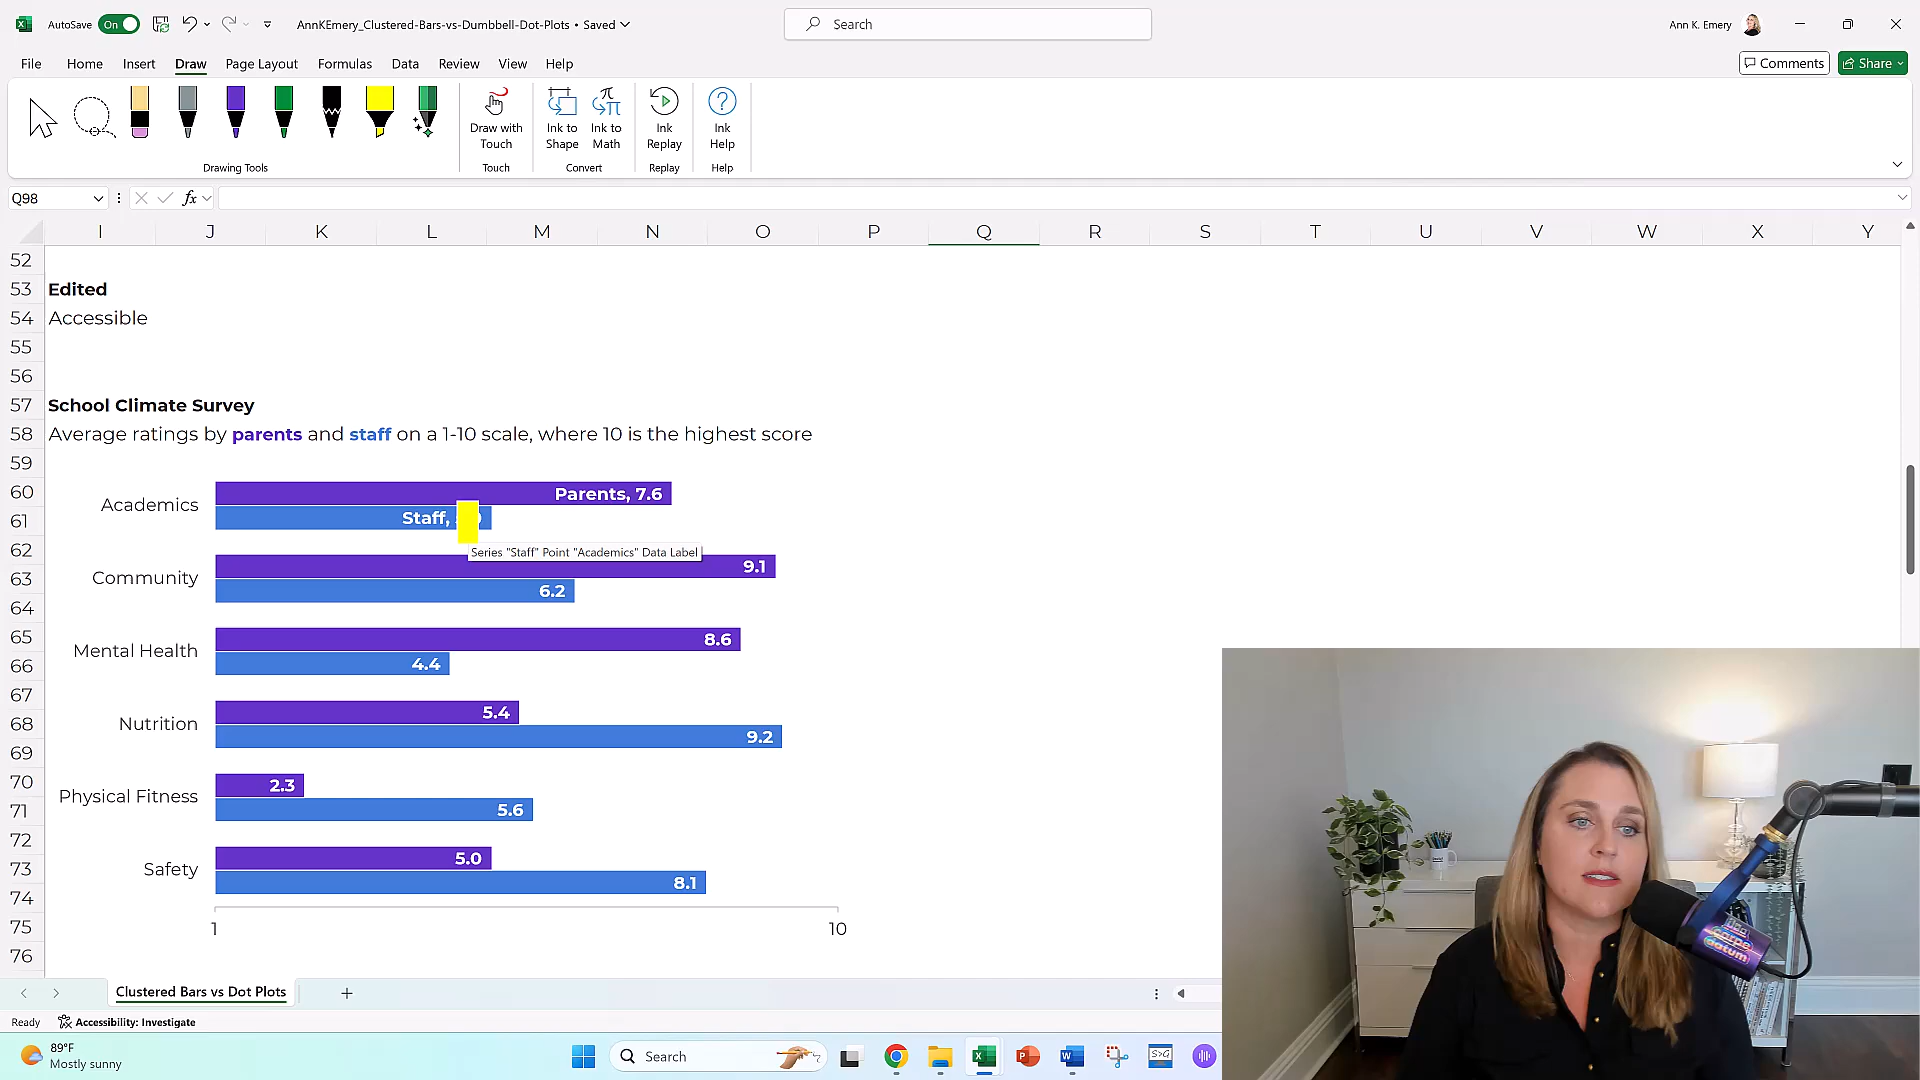 AutoSave On AnnKEmery_Clustered-Bars-vs-Dumbbell-Dot-Plots • Saved Search Ann K. Emery
File Home Insert Draw Page Layout Formulas Data Review View Help Comments Share
Draw with Touch
Ink to Shape
Ink to Math
Ink Replay
Ink Help
Drawing Tools Touch Convert Replay Help
Q98 fx
I J K L M N O P Q R S T U V W X Y
52
53 Edited
54 Accessible
55
56
57 School Climate Survey
58 Average ratings by parents and staff on a 1-10 scale, where 10 is the highest score
59
60 Parents, 7.6
Academics
61 Staff,
Series "Staff" Point "Academics" Data Label
62 9.1
63 Community
64 6.2
65 8.6
Mental Health
66 4.4
67 5.4
68 Nutrition
69 9.2
70 2.3
Physical Fitness
71 5.6
72 5.0
73 Safety
74 8.1
75 1 10
76
Clustered Bars vs Dot Plots
Ready Accessibility: Investigate
89°F
Mostly sunny
Search
carpe
datum